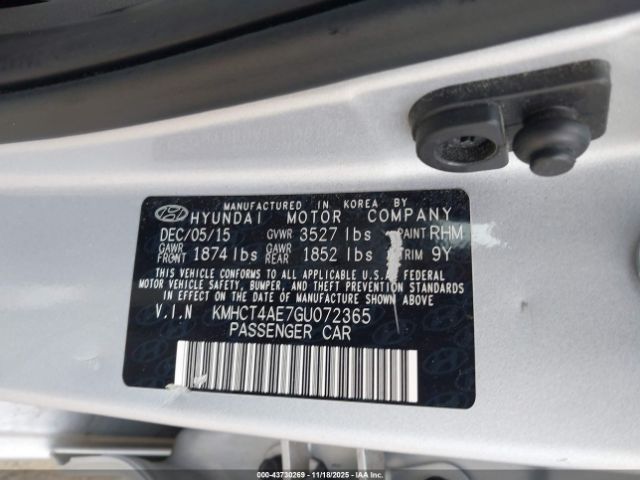 MANUFACTURED IN KOREA BY
HYUNDAI MOTOR COMPANY
DEC/05/15 GVWR 3527 lbs PAINT RHM
GAWR FRONT 1874 lbs GAWR REAR 1852 lbs TRIM 9Y
THIS VEHICLE CONFORMS TO ALL APPLICABLE U.S. FEDERAL
MOTOR VEHICLE SAFETY, BUMPER, AND THEFT PREVENTION STANDARDS
IN EFFECT ON THE DATE OF MANUFACTURE SHOWN ABOVE.
V.I.N KMHCT4AE7GU072365
PASSENGER CAR
000-43730269 - 11/18/2025 - IAAI.COM